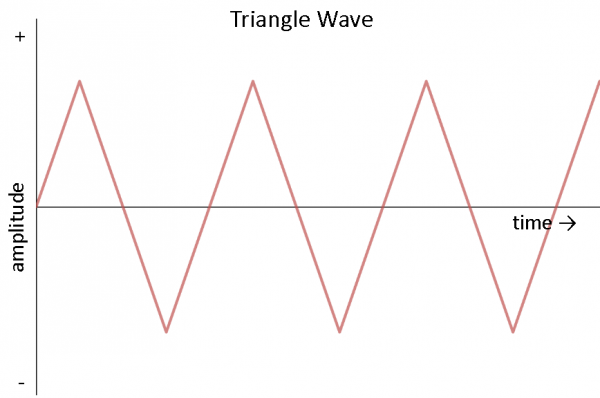 Triangle Wave
+
amplitude
time →
-